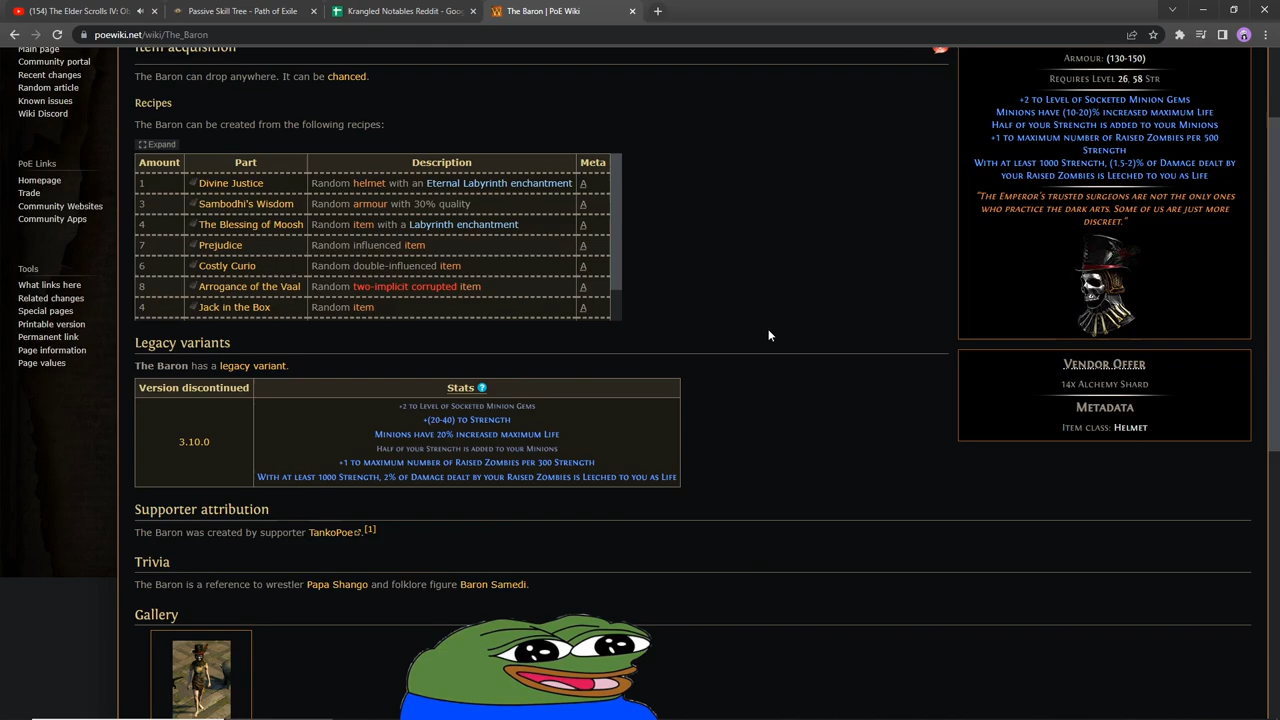 (154) The Elder Scrolls IV: Ob
Passive Skill Tree - Path of Exile
Krangled Notables Reddit - Goog
The Baron | PoE Wiki
poewiki.net/wiki/The_Baron
Main page
Community portal
Recent changes
Random article
Known issues
Wiki Discord
PoE Links
Homepage
Trade
Community Websites
Community Apps
Tools
What links here
Related changes
Special pages
Printable version
Permanent link
Page information
Page values
Item acquisition
The Baron can drop anywhere. It can be chanced.
Recipes
The Baron can be created from the following recipes:
Expand
Amount Part Description Meta
1 Divine Justice Random helmet with an Eternal Labyrinth enchantment A
3 Sambodhi's Wisdom Random armour with 30% quality A
4 The Blessing of Moosh Random item with a Labyrinth enchantment A
7 Prejudice Random influenced item A
6 Costly Curio Random double-influenced item A
8 Arrogance of the Vaal Random two-implicit corrupted item A
4 Jack in the Box Random item A
Legacy variants
The Baron has a legacy variant.
Version discontinued Stats ?
3.10.0
+2 to Level of Socketed Minion Gems
+(20-40) to Strength
Minions have 20% increased maximum Life
Half of your Strength is added to your Minions
+1 to maximum number of Raised Zombies per 300 Strength
With at least 1000 Strength, 2% of Damage dealt by your Raised Zombies is Leeched to you as Life
Supporter attribution
The Baron was created by supporter TankoPoe.[1]
Trivia
The Baron is a reference to wrestler Papa Shango and folklore figure Baron Samedi.
Gallery
Armour: (130-150)
Requires Level 26, 58 Str
+2 to Level of Socketed Minion Gems
Minions have (10-20)% increased maximum Life
Half of your Strength is added to your Minions
+1 to maximum number of Raised Zombies per 500
Strength
With at least 1000 Strength, (1.5-2)% of Damage dealt by
your Raised Zombies is Leeched to you as Life
"The Emperor's trusted surgeons are not the only ones
who practice the dark arts. Some of us are just more
discreet."
Vendor Offer
14x Alchemy Shard
Metadata
Item class: Helmet